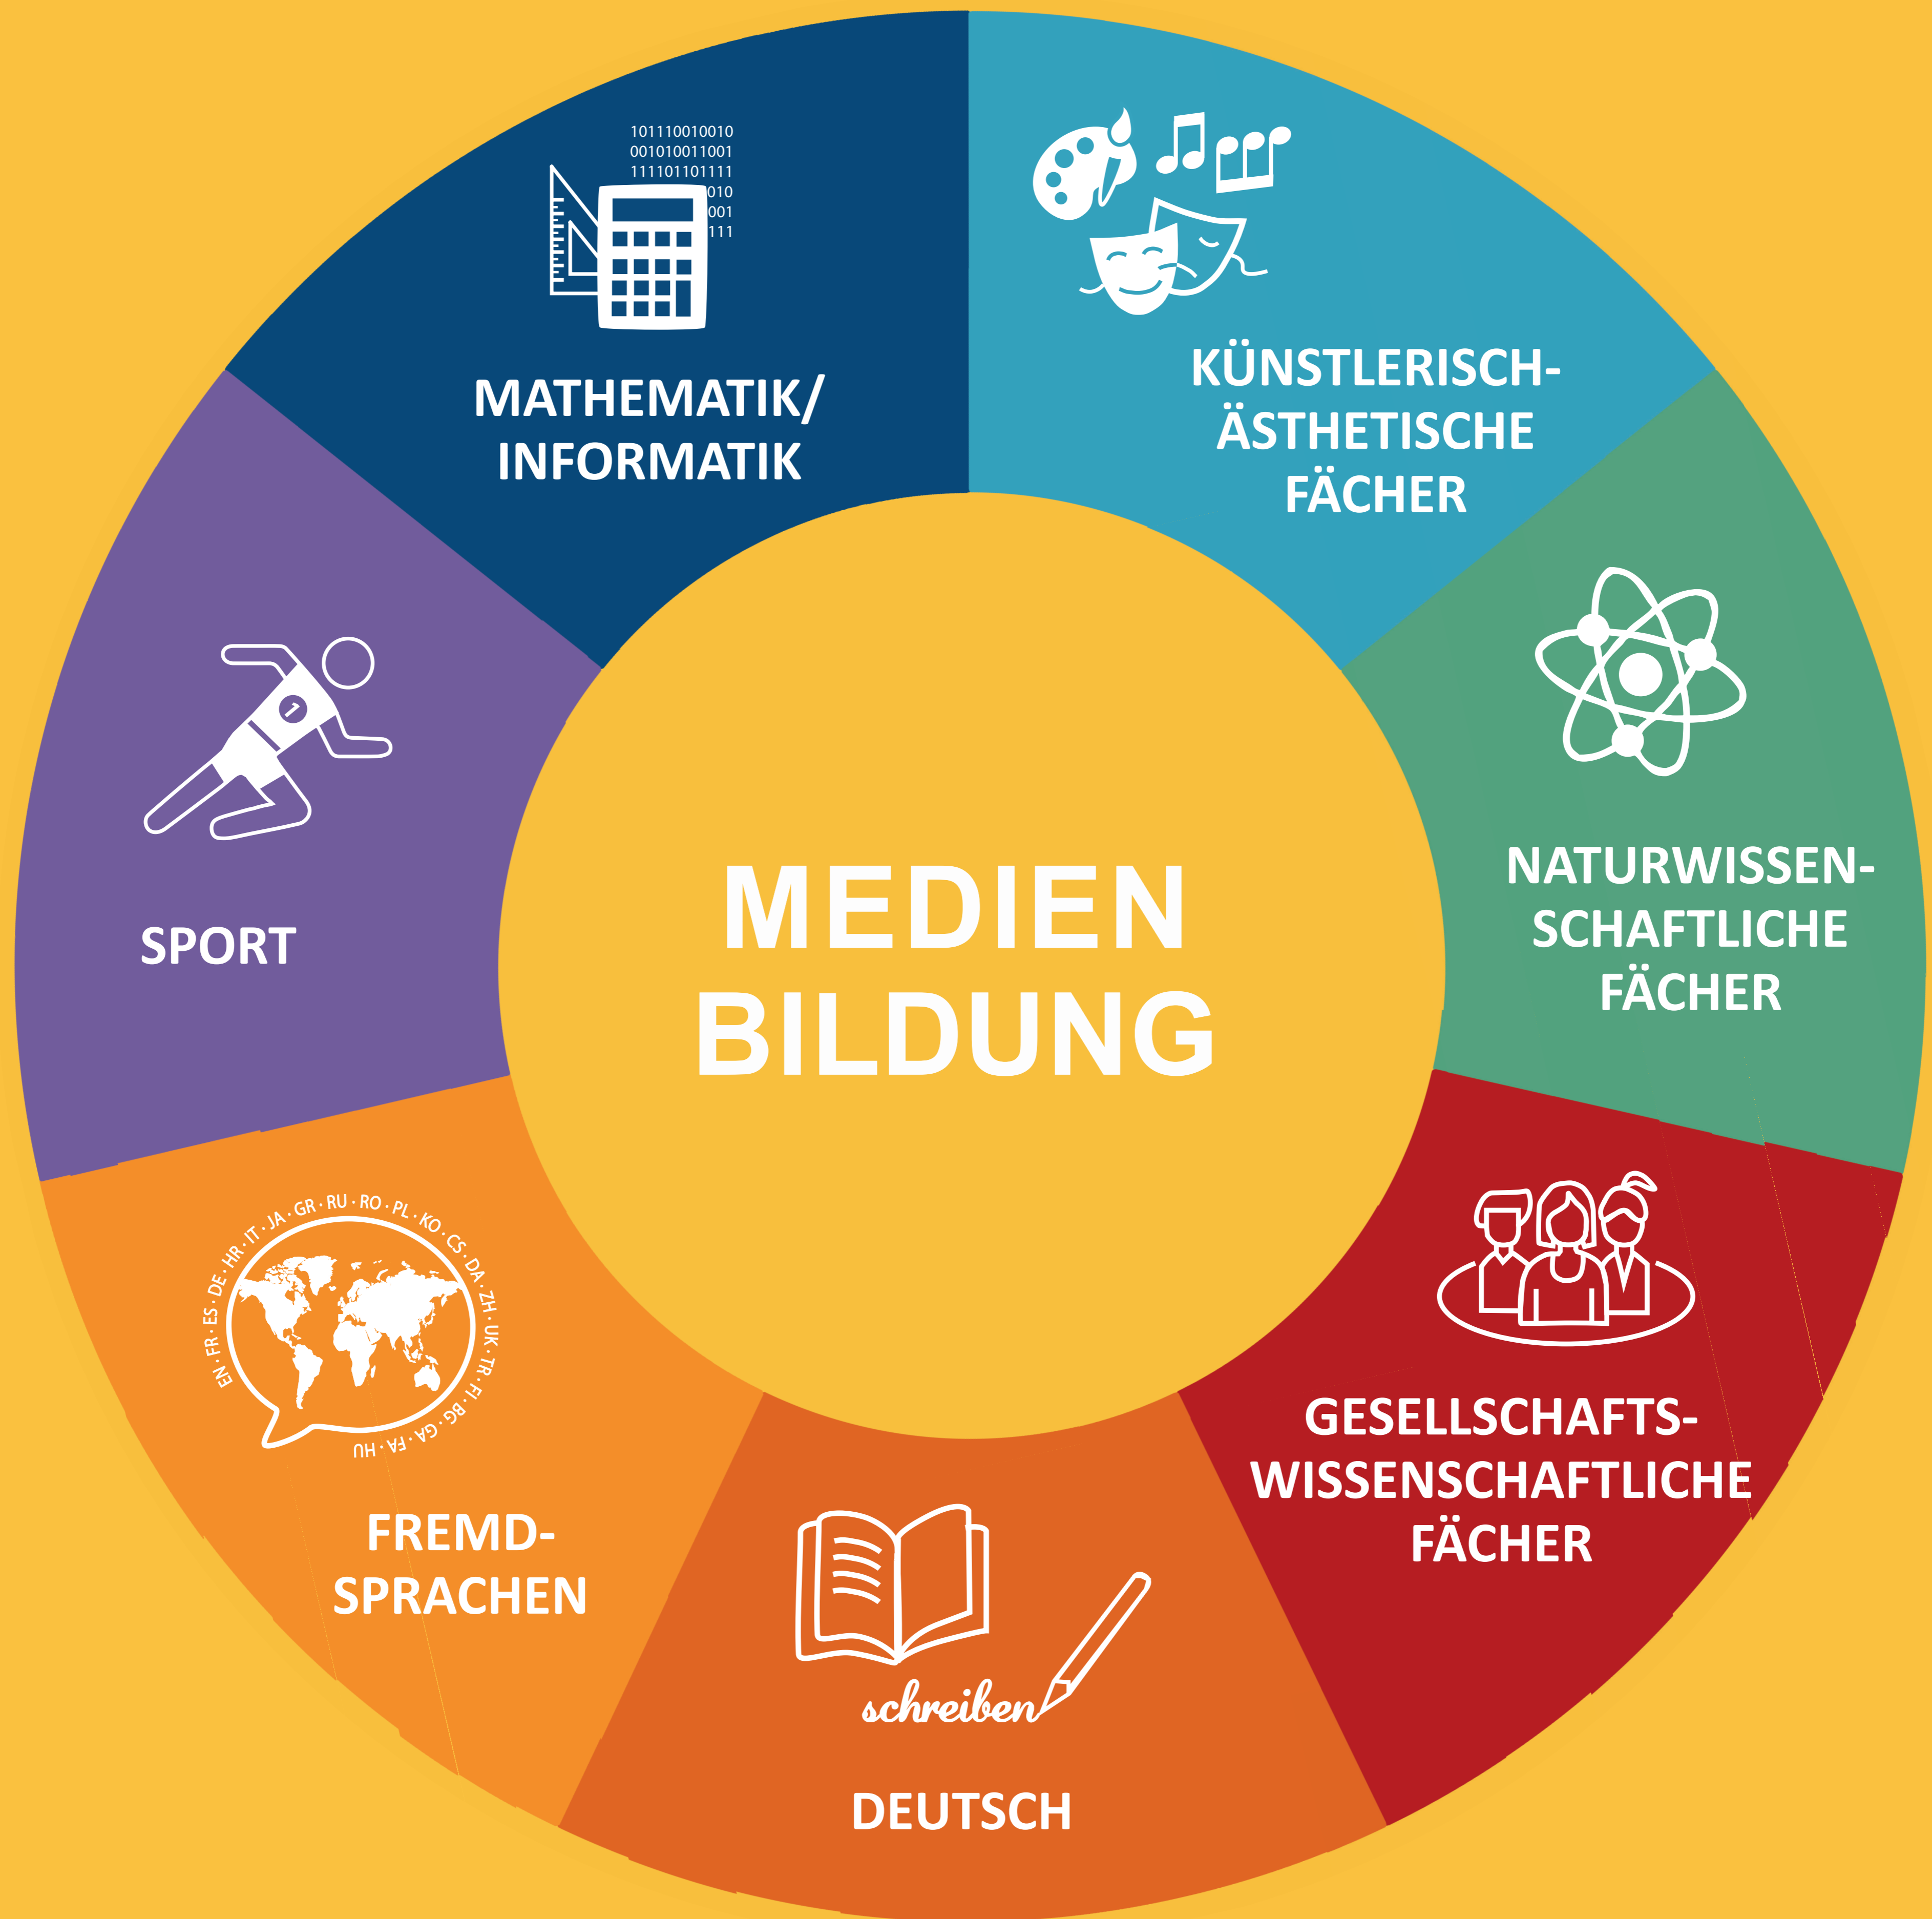 101110010010
001010011001
111101101111
010
001
111
MATHEMATIK/
INFORMATIK
KÜNSTLERISCH-
ÄSTHETISCHE
FÄCHER
NATURWISSEN-
SCHAFTLICHE
FÄCHER
GESELLSCHAFTS-
WISSENSCHAFTLICHE
FÄCHER
schreiben
DEUTSCH
EN · FR · ES · DE · HR · IT · JA · GR · RU · RO · PL · KO · CS · DA · ZH · UK · TR · FI · BG · GA · FA · HU
FREMD-
SPRACHEN
1
SPORT
MEDIEN
BILDUNG